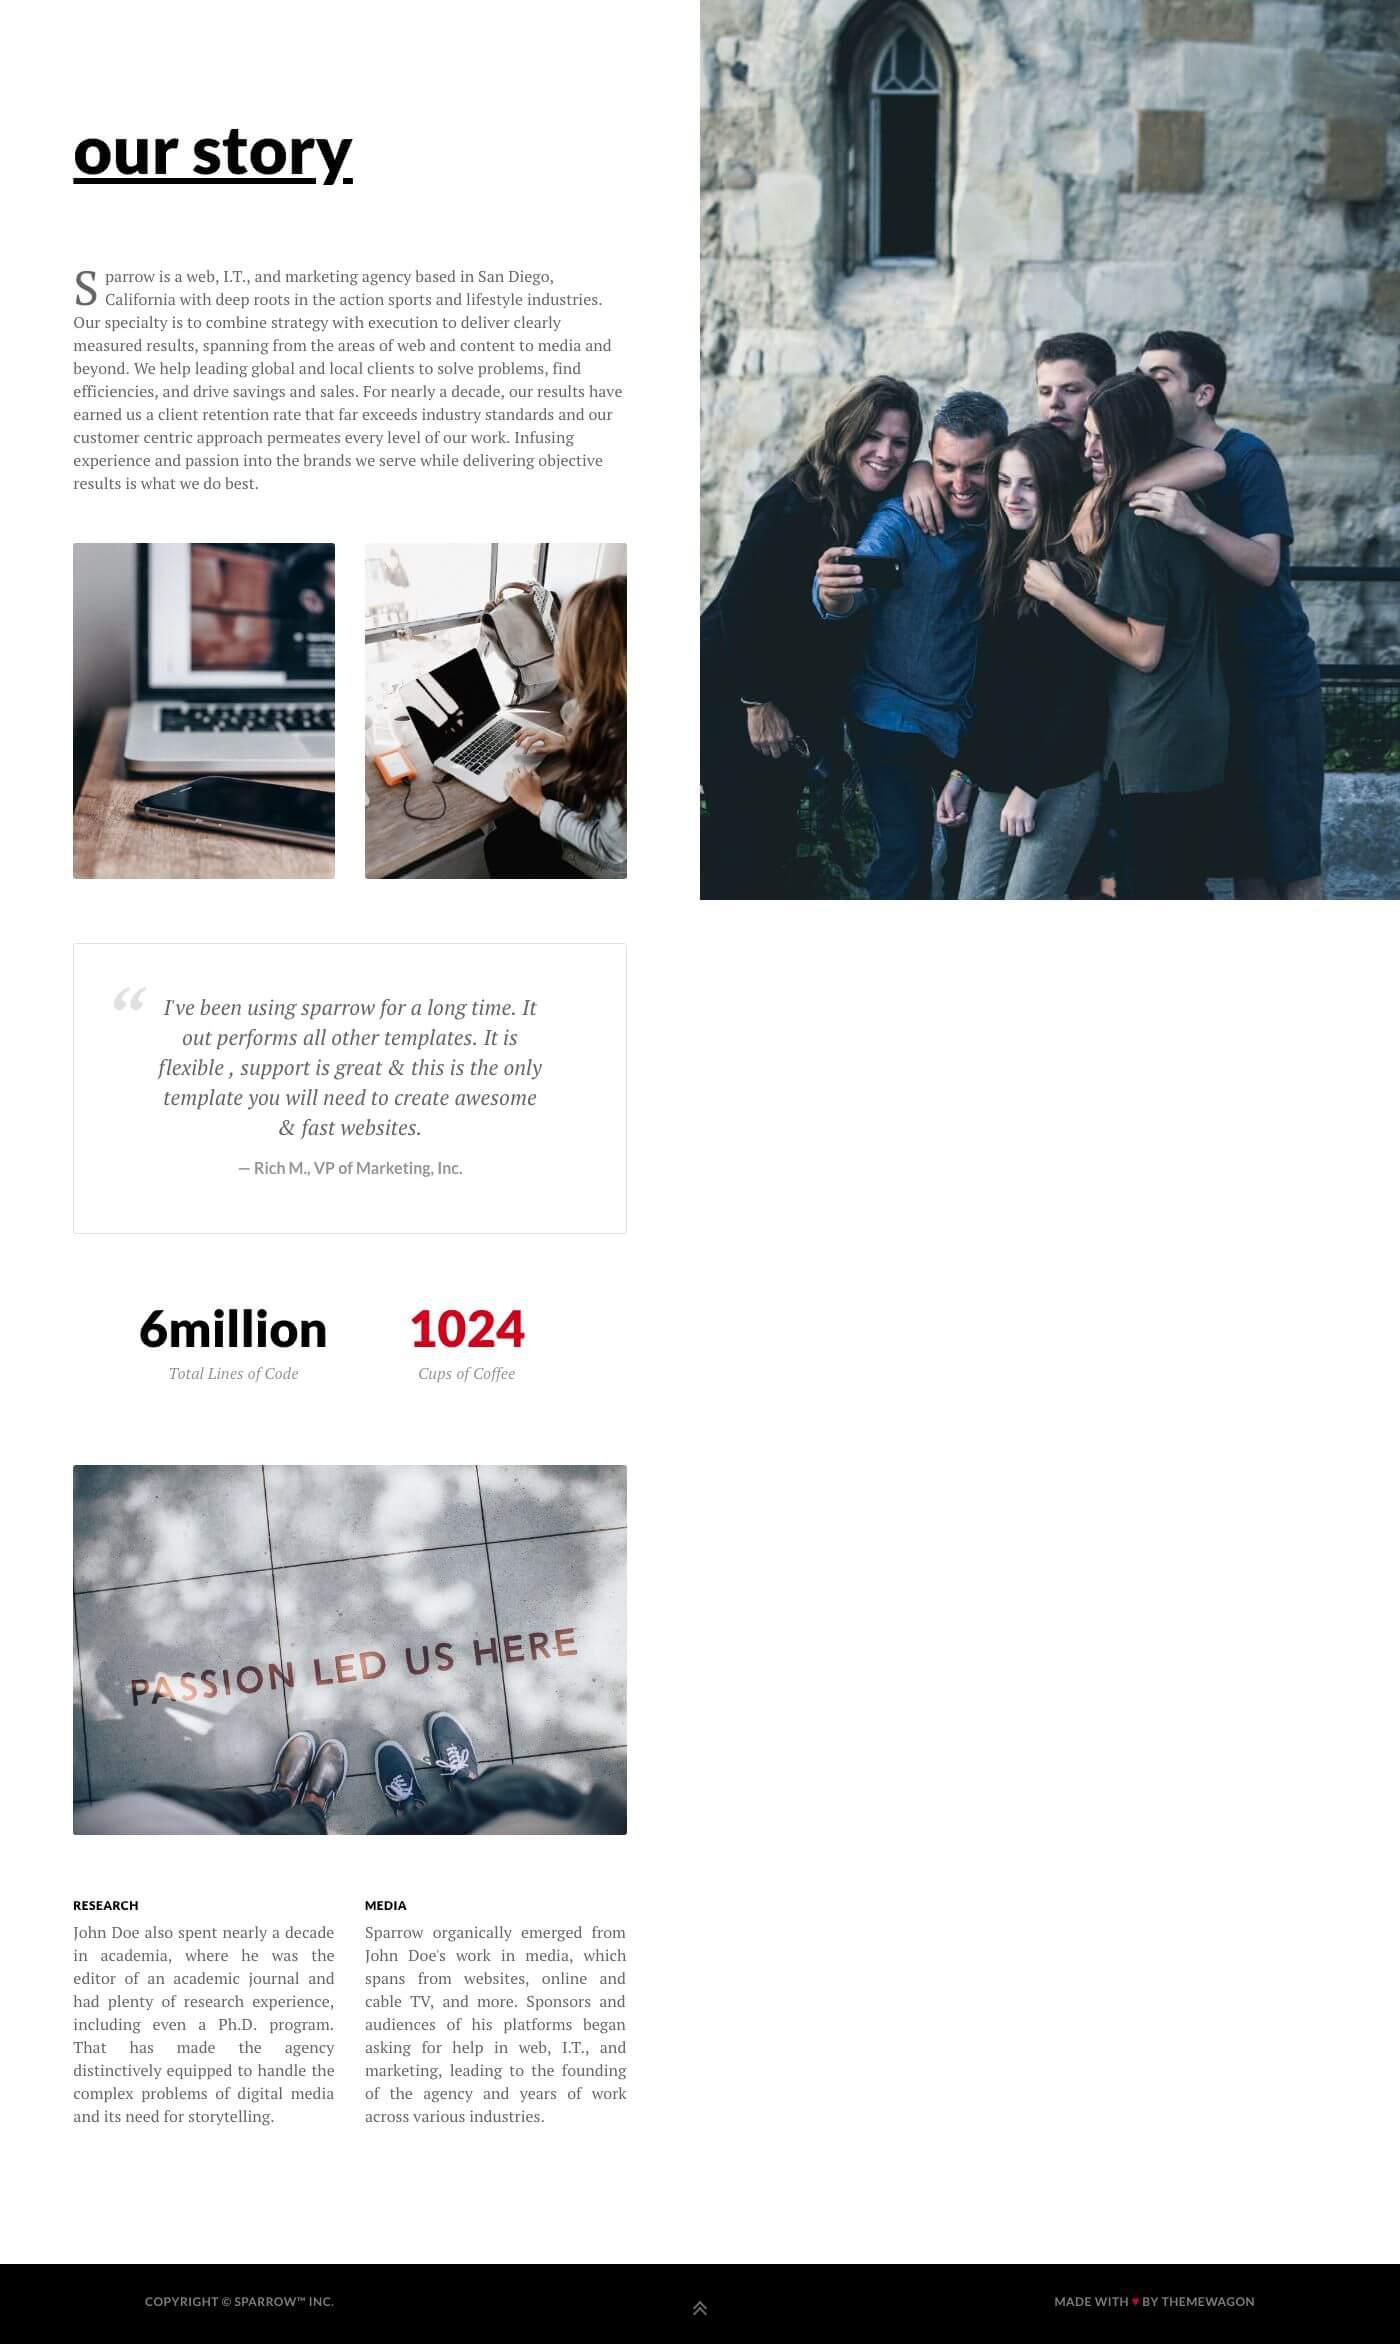 our story
Sparrow is a web, I.T., and marketing agency based in San Diego,
California with deep roots in the action sports and lifestyle industries.
Our specialty is to combine strategy with execution to deliver clearly
measured results, spanning from the areas of web and content to media and
beyond. We help leading global and local clients to solve problems, find
efficiencies, and drive savings and sales. For nearly a decade, our results have
earned us a client retention rate that far exceeds industry standards and our
customer centric approach permeates every level of our work. Infusing
experience and passion into the brands we serve while delivering objective
results is what we do best.
“ I've been using sparrow for a long time. It
out performs all other templates. It is
flexible , support is great & this is the only
template you will need to create awesome
& fast websites.
— Rich M., VP of Marketing, Inc.
6million
Total Lines of Code
1024
Cups of Coffee
PASSION LED US HERE
RESEARCH
John Doe also spent nearly a decade
in academia, where he was the
editor of an academic journal and
had plenty of research experience,
including even a Ph.D. program.
That has made the agency
distinctively equipped to handle the
complex problems of digital media
and its need for storytelling.
MEDIA
Sparrow organically emerged from
John Doe's work in media, which
spans from websites, online and
cable TV, and more. Sponsors and
audiences of his platforms began
asking for help in web, I.T., and
marketing, leading to the founding
of the agency and years of work
across various industries.
COPYRIGHT © SPARROW™ INC.
MADE WITH ♥ BY THEMEWAGON